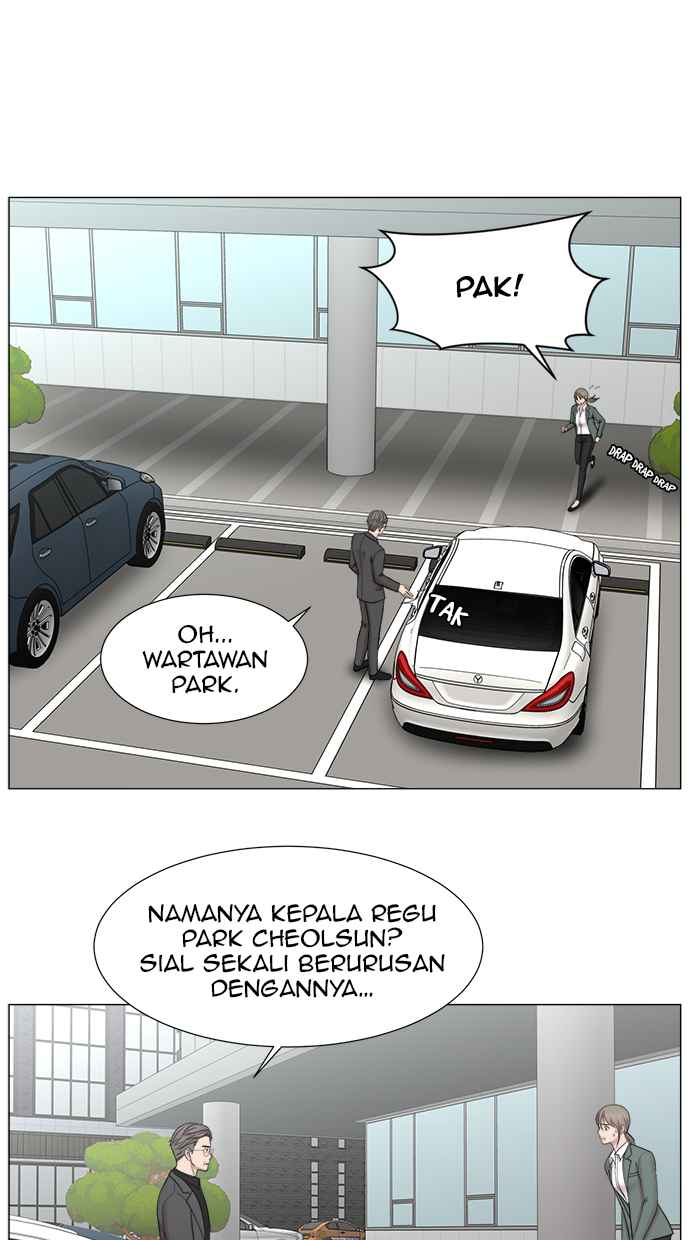 PAK!
DRAP DRAP DRAP
TAK
OH...
WARTAWAN
PARK.
NAMANYA KEPALA REGU
PARK CHEOLSUN?
SIAL SEKALI BERURUSAN
DENGANNYA...